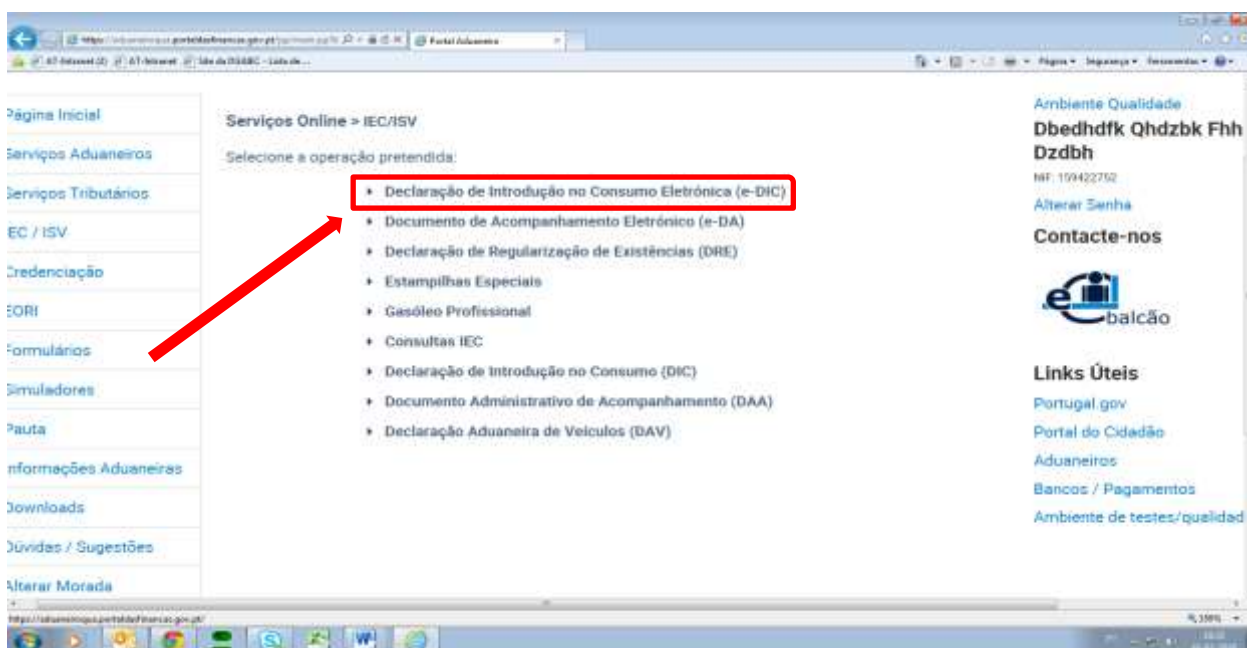 Portal Aduaneiro
Página Inicial
Serviços Aduaneiros
Serviços Tributários
IEC / ISV
Credenciação
EORI
Formulários
Simuladores
Pauta
Informações Aduaneiras
Downloads
Dúvidas / Sugestões
Alterar Morada
Serviços Online > IEC/ISV
Selecione a operação pretendida:
Declaração de Introdução no Consumo Eletrónica (e-DIC)
Documento de Acompanhamento Eletrónico (e-DA)
Declaração de Regularização de Existências (DRE)
Estampilhas Especiais
Gasóleo Profissional
Consultas IEC
Declaração de Introdução no Consumo (DIC)
Documento Administrativo de Acompanhamento (DAA)
Declaração Aduaneira de Veículos (DAV)
Ambiente Qualidade
Dbedhdfk Qhdzbk Fhh
Dzdbh
NIF: 159422752
Alterar Senha
Contacte-nos
e balcão
Links Úteis
Portugal.gov
Portal do Cidadão
Aduaneiros
Bancos / Pagamentos
Ambiente de testes/qualidad